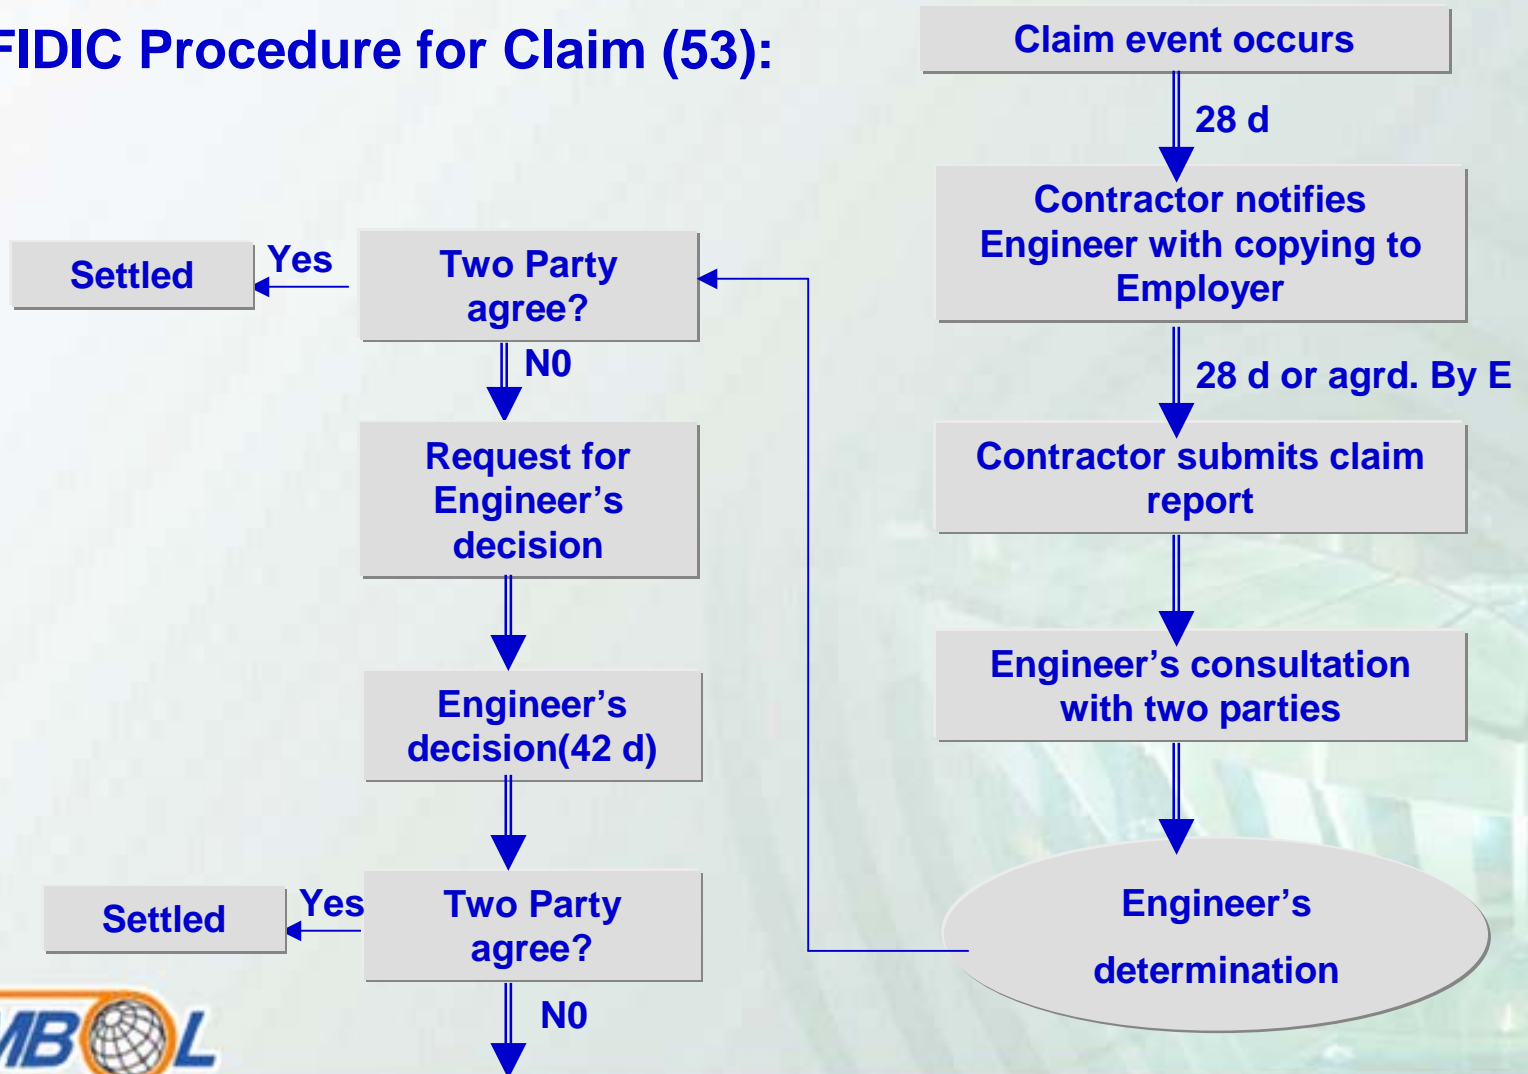 FIDIC Procedure for Claim (53):
Claim event occurs
28 d
Contractor notifies
Engineer with copying to
Employer
28 d or agrd. By E
Contractor submits claim
report
Engineer’s consultation
with two parties
Engineer’s
determination
Two Party
agree?
Yes
Settled
N0
Request for
Engineer’s
decision
Engineer’s
decision(42 d)
Two Party
agree?
Yes
Settled
N0